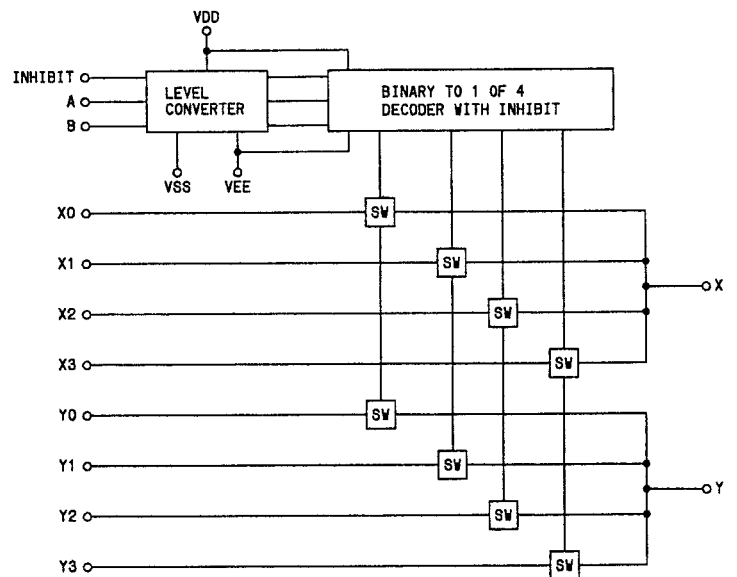 VDD
INHIBIT
A
B
LEVEL
CONVERTER
BINARY TO 1 OF 4
DECODER WITH INHIBIT
VSS
VEE
X0
SW
X1
SW
X
X2
SW
X3
SW
Y0
SW
Y1
SW
Y
Y2
SW
Y3
SW